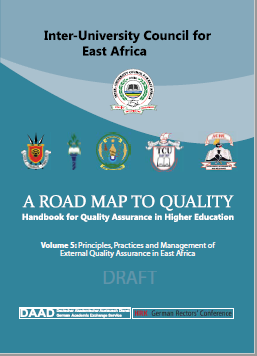 Inter-University Council for
East Africa
A ROAD MAP TO QUALITY
Handbook for Quality Assurance in Higher Education
Volume 5: Principles, Practices and Management of
External Quality Assurance in East Africa
DRAFT
DAAD Deutscher Akademischer Austausch Dienst
German Academic Exchange Service
HRK German Rectors' Conference